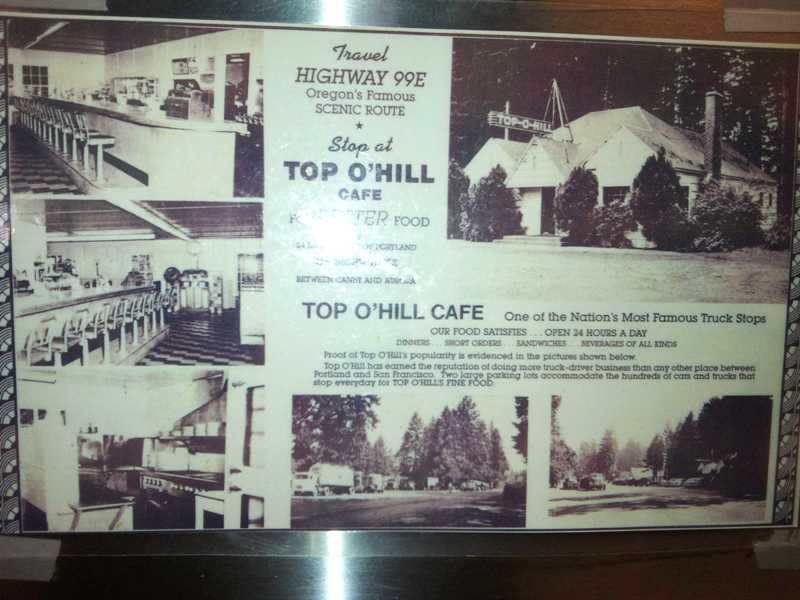 Travel
HIGHWAY 99E
Oregon's Famous
SCENIC ROUTE
Stop at
TOP O'HILL
CAFE
FOOD
OF PORTLAND
BETWEEN CANBY AND AURORA
TOP-O-HILL
TOP O'HILL CAFE One of the Nation's Most Famous Truck Stops
OUR FOOD SATISFIES . . . OPEN 24 HOURS A DAY
DINNERS . . SHORT ORDERS . . SANDWICHES . . BEVERAGES OF ALL KINDS
Proof of Top O'Hill's popularity is evidenced in the pictures shown below.
Top O'Hill has earned the reputation of doing more truck-driver business than any other place between
Portland and San Francisco. Two large parking lots accommodate the hundreds of cars and trucks that
stop everyday for TOP O'HILL'S FINE FOOD.